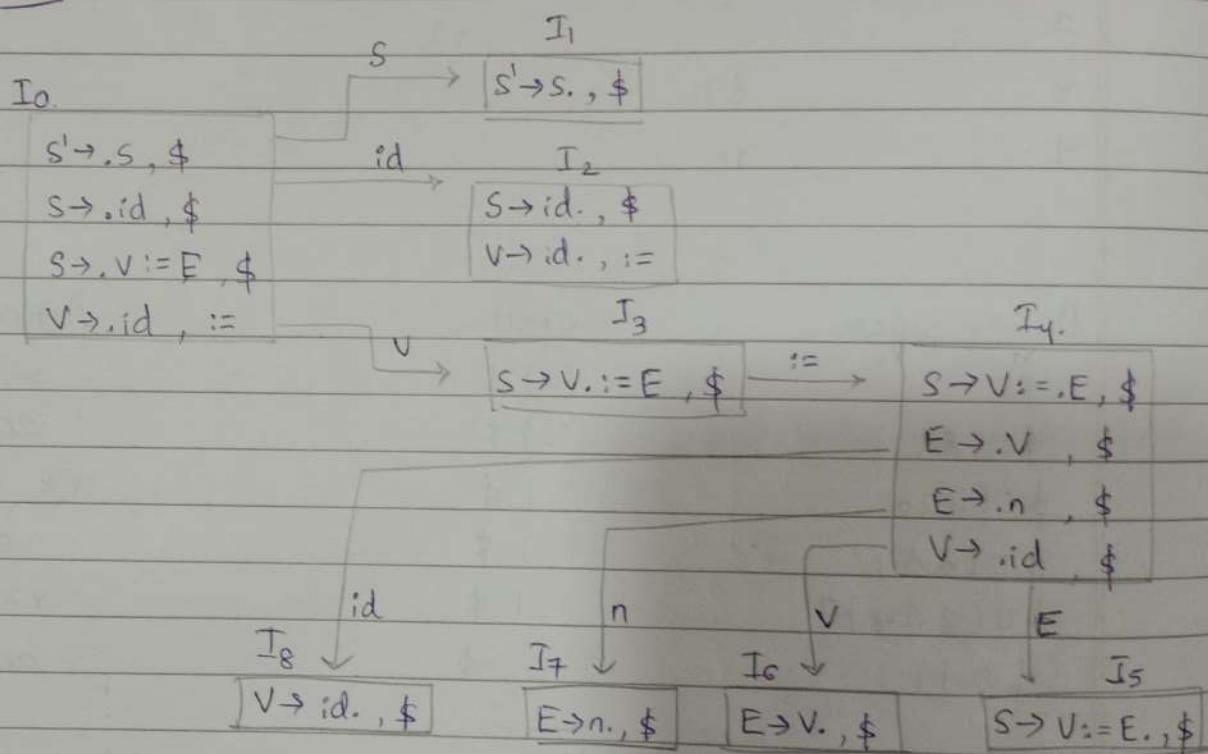 I1
S
S'→S., $
I0.
S'→.S, $
S→.id, $
S→.V:=E, $
V→.id, :=
id
I2
S→id., $
V→id., :=
V
I3
S→V.:=E, $
:=
I4.
S→V:=.E, $
E→.V, $
E→.n, $
V→.id $
id
n
V
E
I8
V→id., $
I7
E→n., $
I6
E→V., $
I5
S→V:=E., $